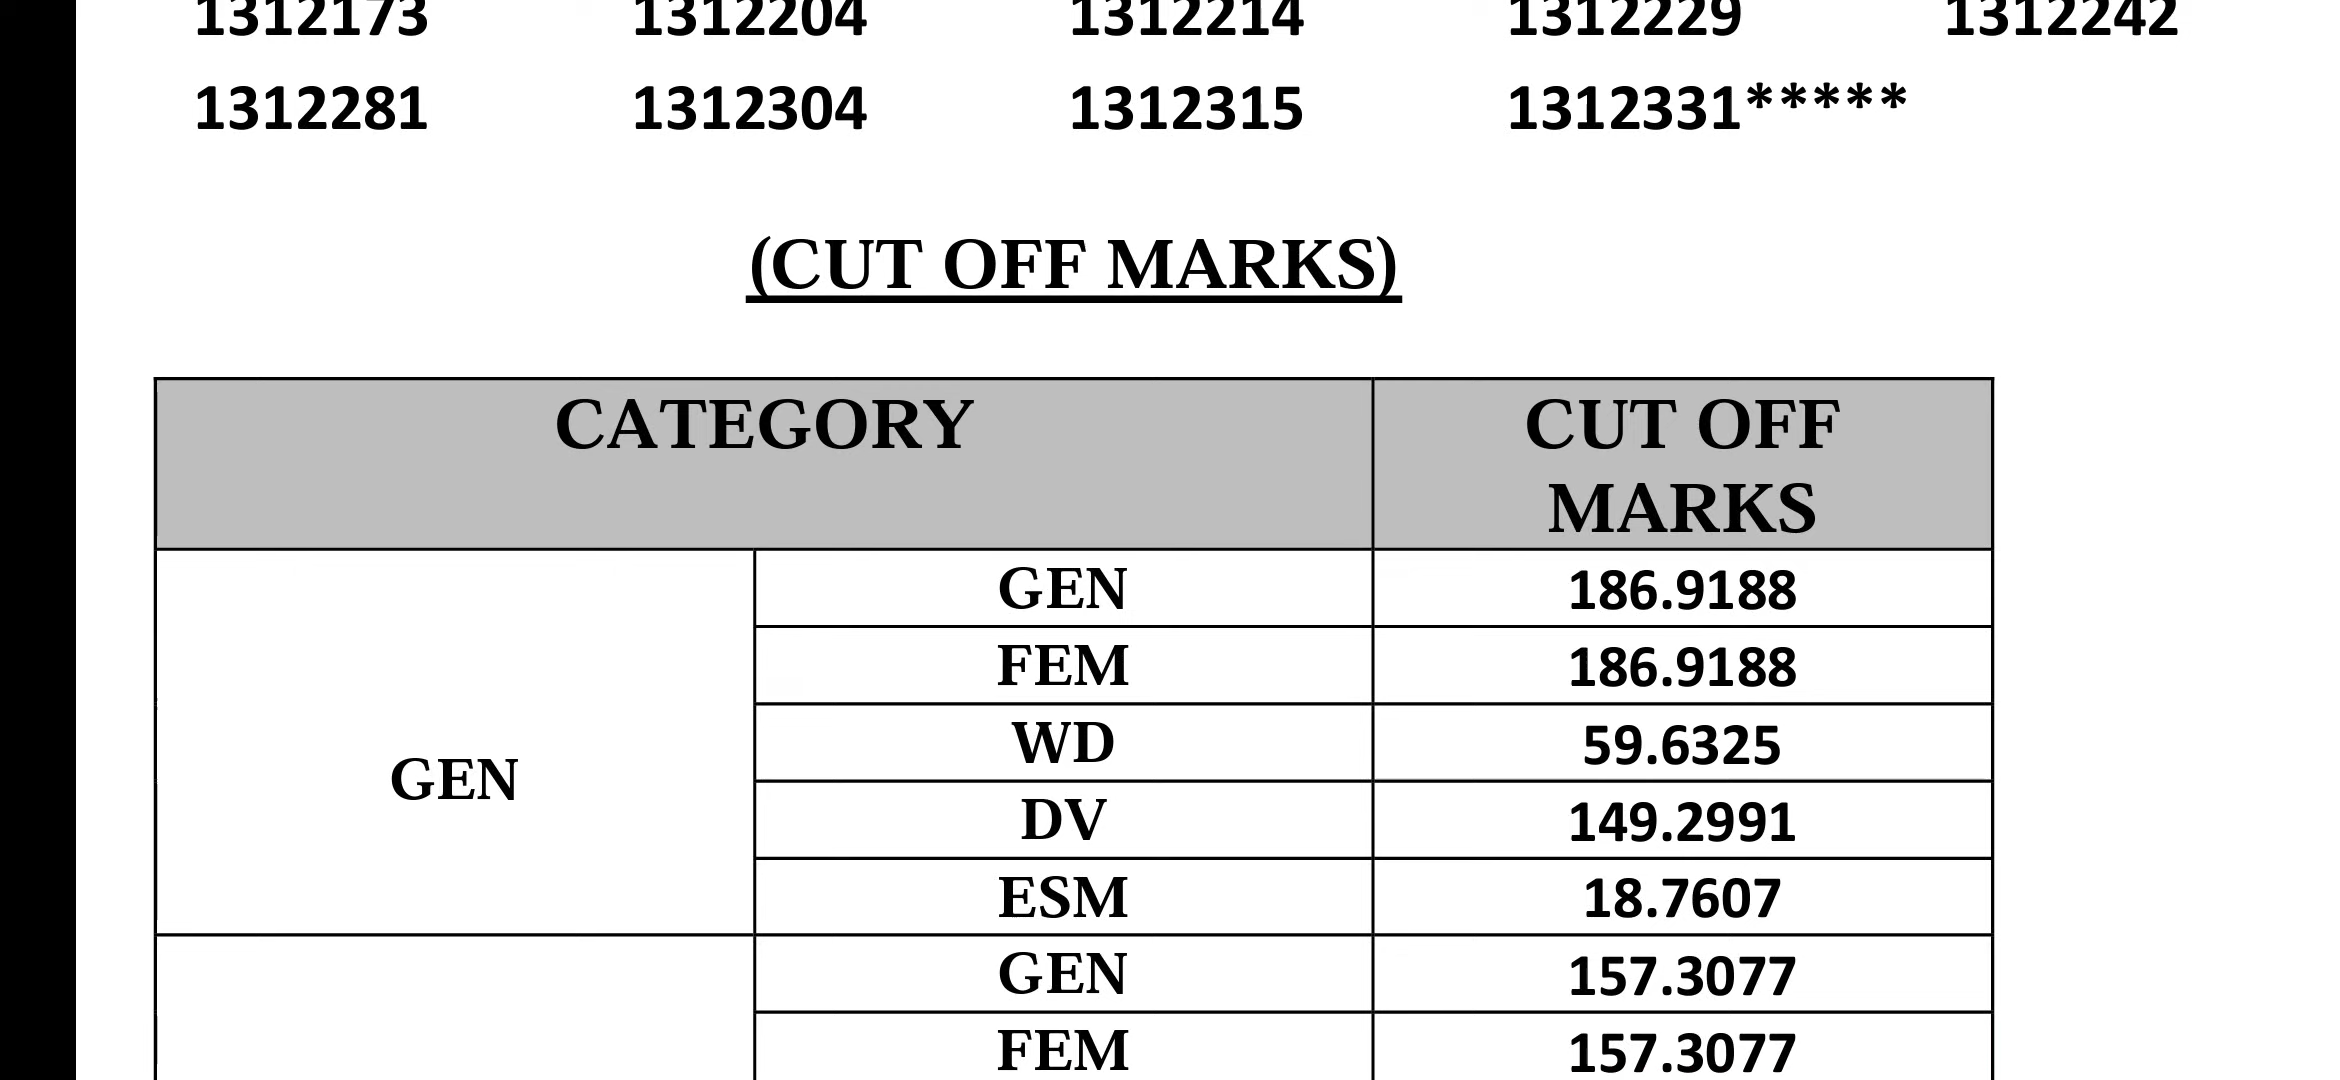 1312173 1312204 1312214 1312229 1312242
1312281 1312304 1312315 1312331*****
(CUT OFF MARKS)
CATEGORY CUT OFF
MARKS
GEN 186.9188
FEM 186.9188
WD 59.6325
GEN
DV 149.2991
ESM 18.7607
GEN 157.3077
FEM 157.3077